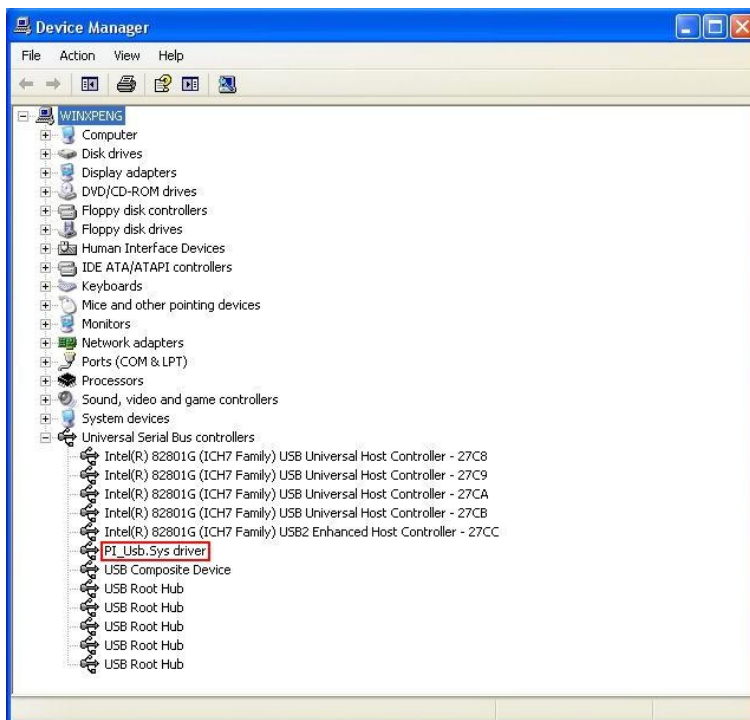 Device Manager
File Action View Help
WINXPENG
Computer
Disk drives
Display adapters
DVD/CD-ROM drives
Floppy disk controllers
Floppy disk drives
Human Interface Devices
IDE ATA/ATAPI controllers
Keyboards
Mice and other pointing devices
Monitors
Network adapters
Ports (COM & LPT)
Processors
Sound, video and game controllers
System devices
Universal Serial Bus controllers
Intel(R) 82801G (ICH7 Family) USB Universal Host Controller - 27C8
Intel(R) 82801G (ICH7 Family) USB Universal Host Controller - 27C9
Intel(R) 82801G (ICH7 Family) USB Universal Host Controller - 27CA
Intel(R) 82801G (ICH7 Family) USB Universal Host Controller - 27CB
Intel(R) 82801G (ICH7 Family) USB2 Enhanced Host Controller - 27CC
PI_Usb.Sys driver
USB Composite Device
USB Root Hub
USB Root Hub
USB Root Hub
USB Root Hub
USB Root Hub